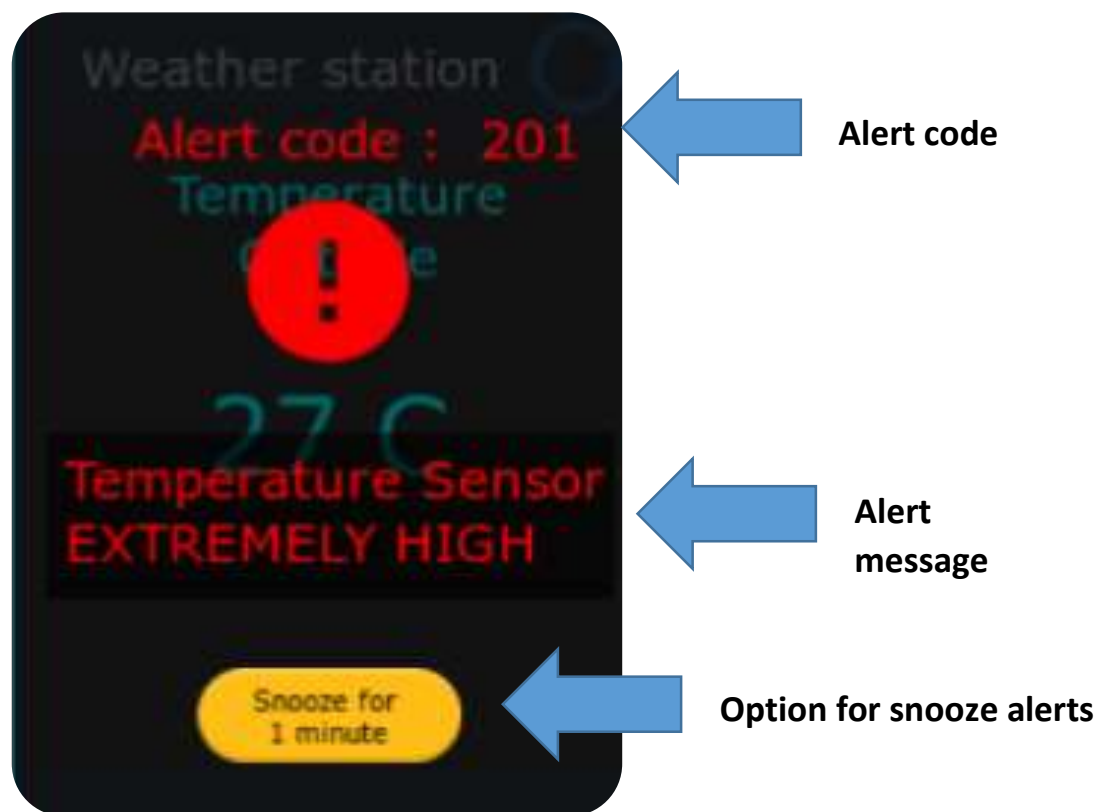 Weather station
Alert code : 201
Alert code
Temperature
!
27 C
Temperature Sensor
EXTREMELY HIGH
Alert
message
Snooze for
1 minute
Option for snooze alerts